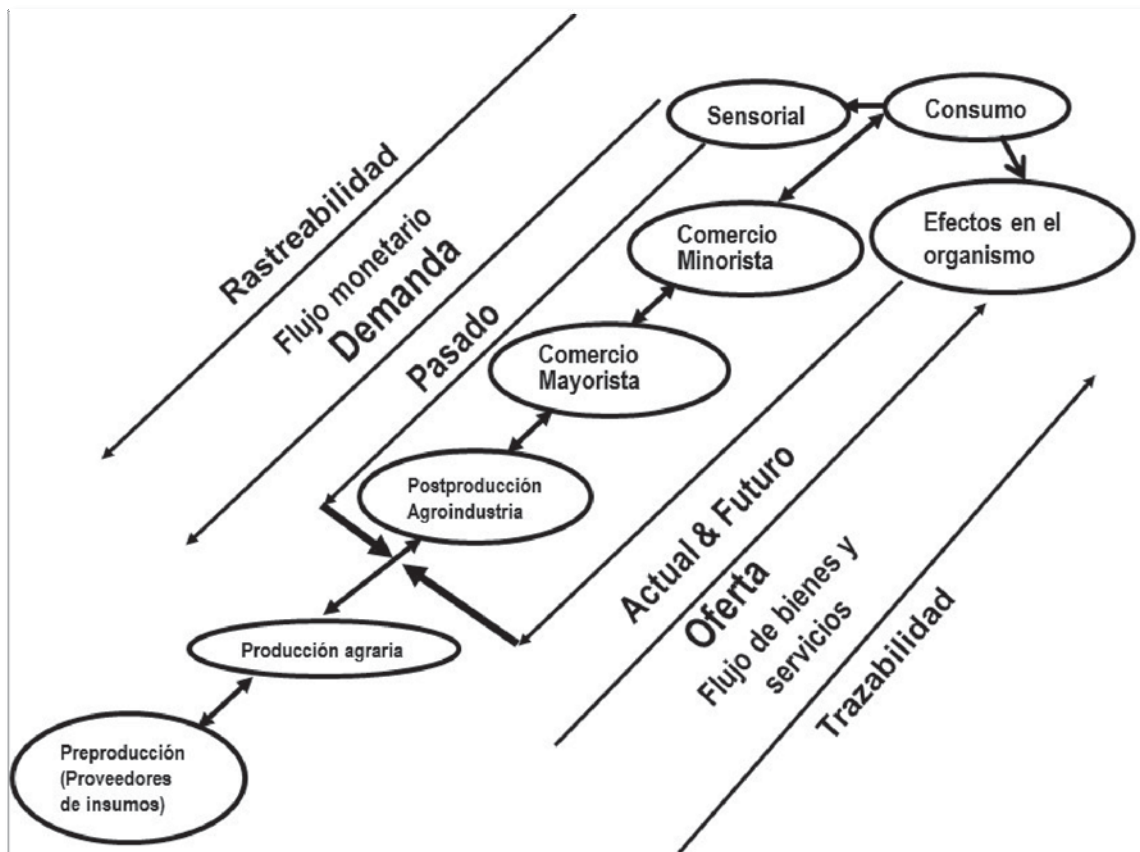 Rastreabilidad
Flujo monetario
Demanda
Pasado
Sensorial
Consumo
Comercio
Minorista
Efectos en el
organismo
Comercio
Mayorista
Postproducción
Agroindustria
Producción agraria
Preproducción
(Proveedores
de insumos)
Actual & Futuro
Oferta
Flujo de bienes y
servicios
Trazabilidad